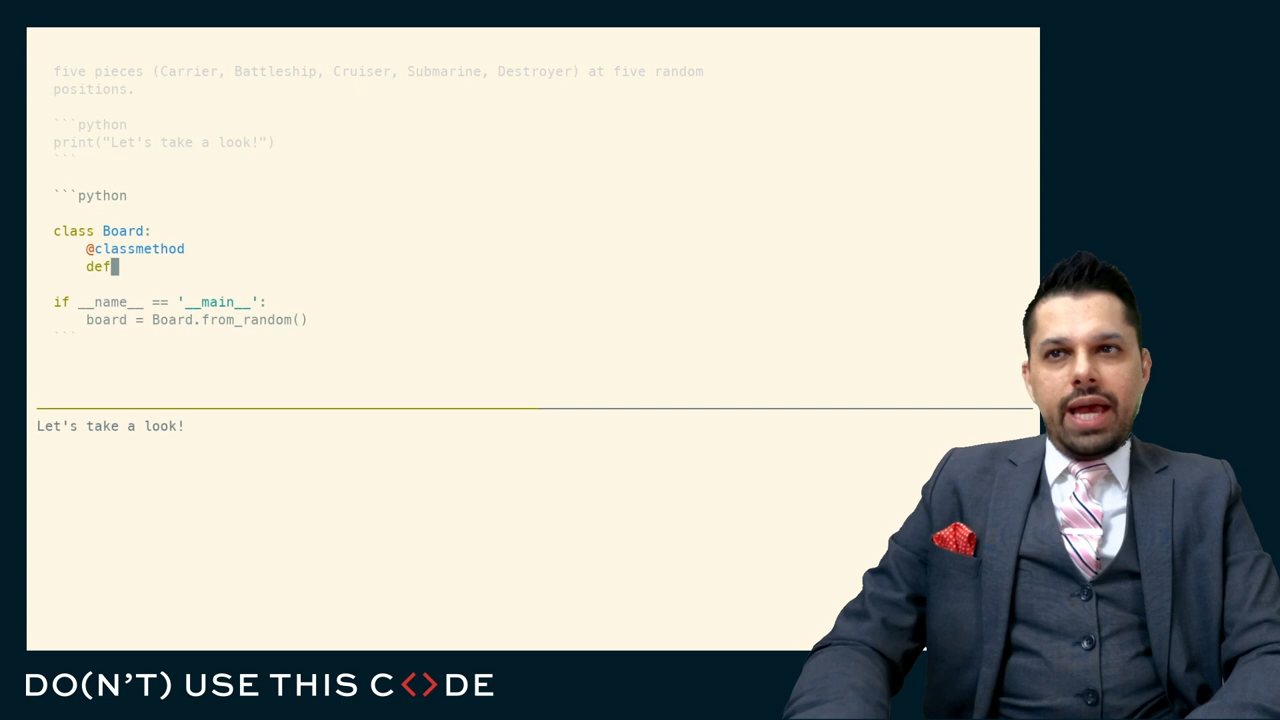 five pieces (Carrier, Battleship, Cruiser, Submarine, Destroyer) at five random
positions.
```python
print("Let's take a look!")
```
```python
class Board:
    @classmethod
    def
if __name__ == '__main__':
    board = Board.from_random()
```
Let's take a look!
DO(N'T) USE THIS C<>DE